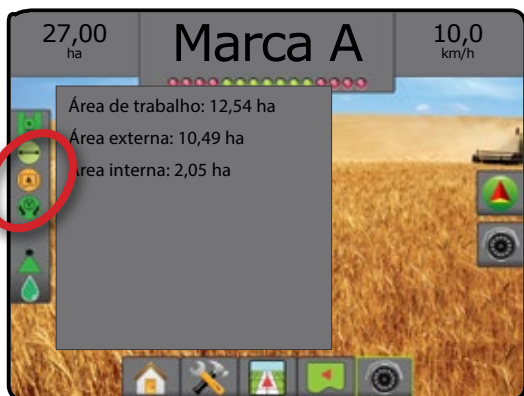 27,00
ha
Marca A
10,0
km/h
Área de trabalho: 12,54 ha
Área externa: 10,49 ha
Área interna: 2,05 ha